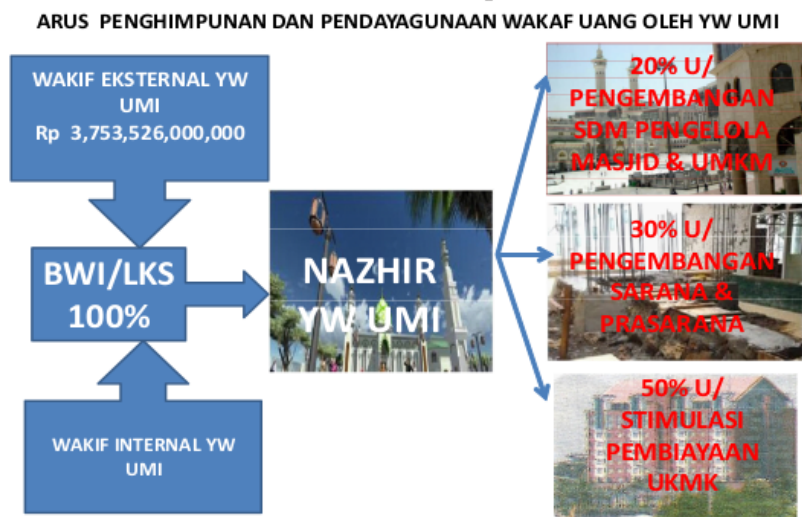 ARUS PENGHIMPUNAN DAN PENDAYAGUNAAN WAKAF UANG OLEH YW UMI
WAKIF EKSTERNAL YW
UMI
Rp 3,753,526,000,000
BWI/LKS
100%
WAKIF INTERNAL YW
UMI
NAZHIR
YW UMI
20% U/
PENGEMBANGAN
SDM PENGELOLA
MASJID & UMKM
30% U/
PENGEMBANGAN
SARANA &
PRASARANA
50% U/
STIMULASI
PEMBIAYAAN
UKMK